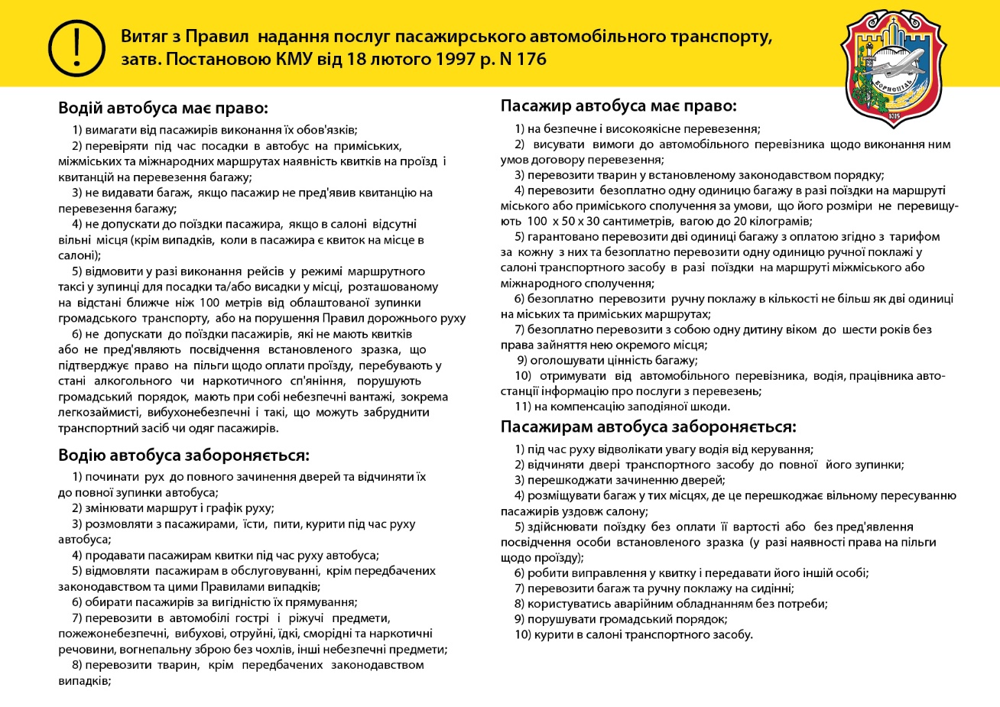 Витяг з Правил надання послуг пасажирського автомобільного транспорту,
затв. Постановою КМУ від 18 лютого 1997 р. N 176
БОРИСПІЛЬ
1015
Водій автобуса має право:
1) вимагати від пасажирів виконання їх обов'язків;
2) перевіряти під час посадки в автобус на приміських,
міжміських та міжнародних маршрутах наявність квитків на проїзд і
квитанцій на перевезення багажу;
3) не видавати багаж, якщо пасажир не пред'явив квитанцію на
перевезення багажу;
4) не допускати до поїздки пасажира, якщо в салоні відсутні
вільні місця (крім випадків, коли в пасажира є квиток на місце в
салоні);
5) відмовити у разі виконання рейсів у режимі маршрутного
таксі у зупинці для посадки та/або висадки у місці, розташованому
на відстані ближче ніж 100 метрів від облаштованої зупинки
громадського транспорту, або на порушення Правил дорожнього руху
6) не допускати до поїздки пасажирів, які не мають квитків
або не пред'являють посвідчення встановленого зразка, що
підтверджує право на пільги щодо оплати проїзду, перебувають у
стані алкогольного чи наркотичного сп'яніння, порушують
громадський порядок, мають при собі небезпечні вантажі, зокрема
легкозаймисті, вибухонебезпечні і такі, що можуть забруднити
транспортний засіб чи одяг пасажирів.
Водію автобуса забороняється:
1) починати рух до повного зачинення дверей та відчиняти їх
до повної зупинки автобуса;
2) змінювати маршрут і графік руху;
3) розмовляти з пасажирами, їсти, пити, курити під час руху
автобуса;
4) продавати пасажирам квитки під час руху автобуса;
5) відмовляти пасажирам в обслуговуванні, крім передбачених
законодавством та цими Правилами випадків;
6) обирати пасажирів за вигідністю їх прямування;
7) перевозити в автомобілі гострі і ріжучі предмети,
пожежонебезпечні, вибухові, отруйні, їдкі, сморідні та наркотичні
речовини, вогнепальну зброю без чохлів, інші небезпечні предмети;
8) перевозити тварин, крім передбачених законодавством
випадків;
Пасажир автобуса має право:
1) на безпечне і високоякісне перевезення;
2) висувати вимоги до автомобільного перевізника щодо виконання ним
умов договору перевезення;
3) перевозити тварин у встановленому законодавством порядку;
4) перевозити безоплатно одну одиницю багажу в разі поїздки на маршруті
міського або приміського сполучення за умови, що його розміри не перевищу-
ють 100 х 50 х 30 сантиметрів, вагою до 20 кілограмів;
5) гарантовано перевозити дві одиниці багажу з оплатою згідно з тарифом
за кожну з них та безоплатно перевозити одну одиницю ручної поклажі у
салоні транспортного засобу в разі поїздки на маршруті міжміського або
міжнародного сполучення;
6) безоплатно перевозити ручну поклажу в кількості не більш як дві одиниці
на міських та приміських маршрутах;
7) безоплатно перевозити з собою одну дитину віком до шести років без
права зайняття нею окремого місця;
9) оголошувати цінність багажу;
10) отримувати від автомобільного перевізника, водія, працівника авто-
станції інформацію про послуги з перевезень;
11) на компенсацію заподіяної шкоди.
Пасажирам автобуса забороняється:
1) під час руху відволікати увагу водія від керування;
2) відчиняти двері транспортного засобу до повної його зупинки;
3) перешкоджати зачиненню дверей;
4) розміщувати багаж у тих місцях, де це перешкоджає вільному пересуванню
пасажирів уздовж салону;
5) здійснювати поїздку без оплати її вартості або без пред'явлення
посвідчення особи встановленого зразка (у разі наявності права на пільги
щодо проїзду);
6) робити виправлення у квитку і передавати його іншій особі;
7) перевозити багаж та ручну поклажу на сидінні;
8) користуватись аварійним обладнанням без потреби;
9) порушувати громадський порядок;
10) курити в салоні транспортного засобу.